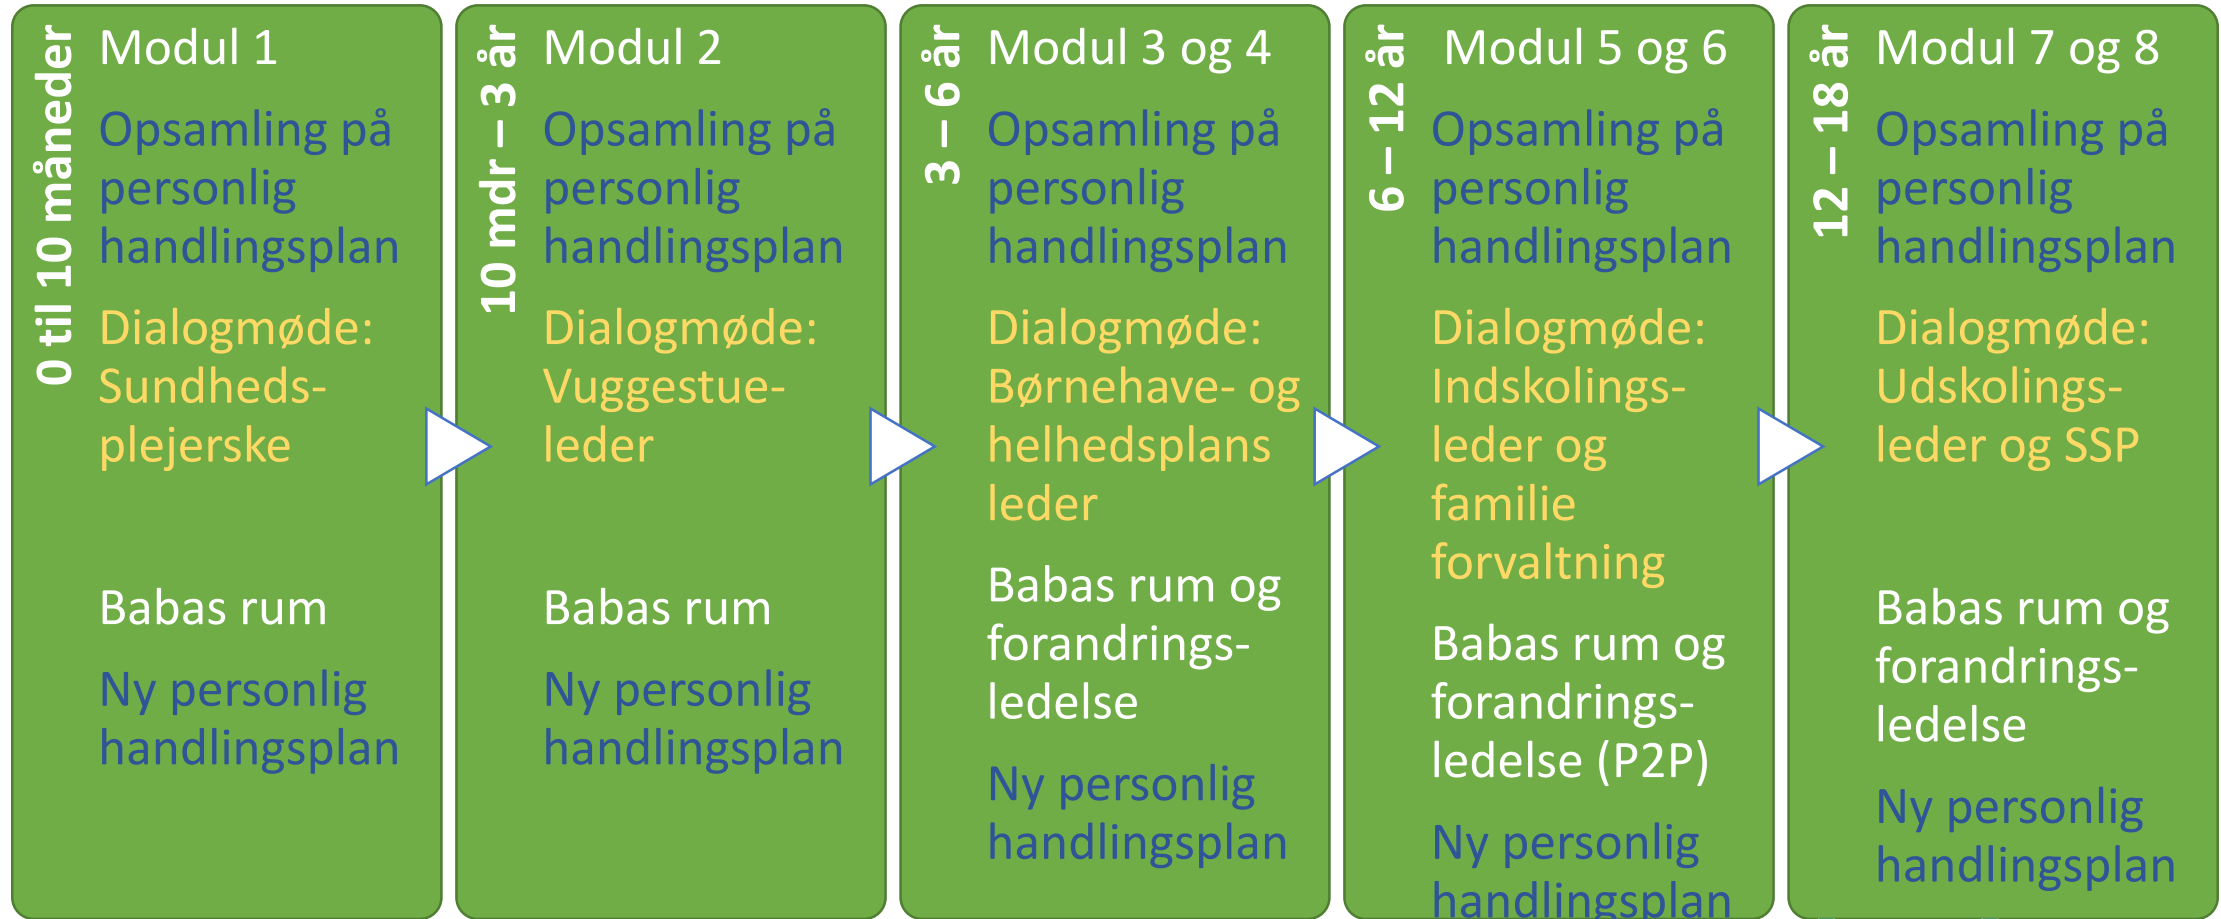 0 til 10 måneder
Modul 1
Opsamling på
personlig
handlingsplan
Dialogmøde:
Sundheds-
plejerske
Babas rum
Ny personlig
handlingsplan
10 mdr – 3 år
Modul 2
Opsamling på
personlig
handlingsplan
Dialogmøde:
Vuggestue-
leder
Babas rum
Ny personlig
handlingsplan
3 – 6 år
Modul 3 og 4
Opsamling på
personlig
handlingsplan
Dialogmøde:
Børnehave- og
helhedsplans
leder
Babas rum og
forandrings-
ledelse
Ny personlig
handlingsplan
6 – 12 år
Modul 5 og 6
Opsamling på
personlig
handlingsplan
Dialogmøde:
Indskolings-
leder og
familie
forvaltning
Babas rum og
forandrings-
ledelse (P2P)
Ny personlig
handlingsplan
12 – 18 år
Modul 7 og 8
Opsamling på
personlig
handlingsplan
Dialogmøde:
Udskolings-
leder og SSP
Babas rum og
forandrings-
ledelse
Ny personlig
handlingsplan